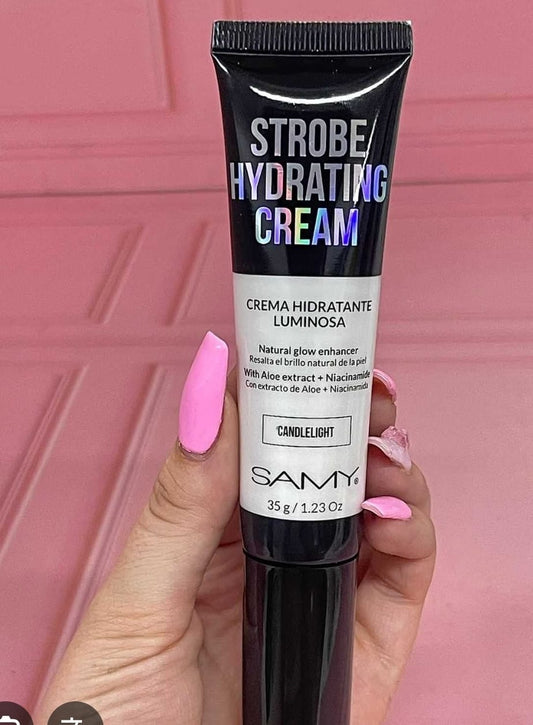 STROBE
HYDRATING
CREAM
CREMA HIDRATANTE
LUMINOSA
Natural glow enhancer
Resalta el brillo natural de la piel
With Aloe extract + Niacinamide
Con extracto de Aloe + Niacinamida
CANDLELIGHT
SAMY®
35 g / 1.23 Oz